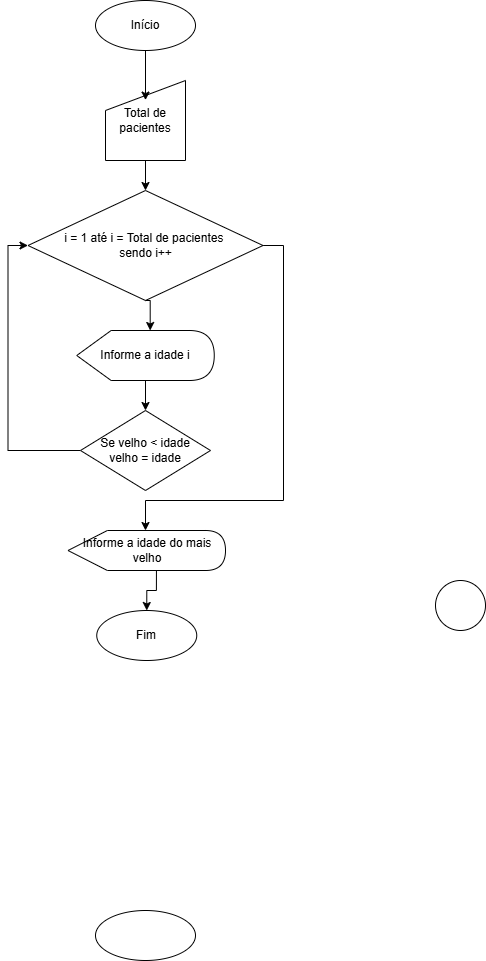 Início
Total de
pacientes
i = 1 até i = Total de pacientes
sendo i++
Informe a idade i
Se velho < idade
velho = idade
Informe a idade do mais
velho
Fim